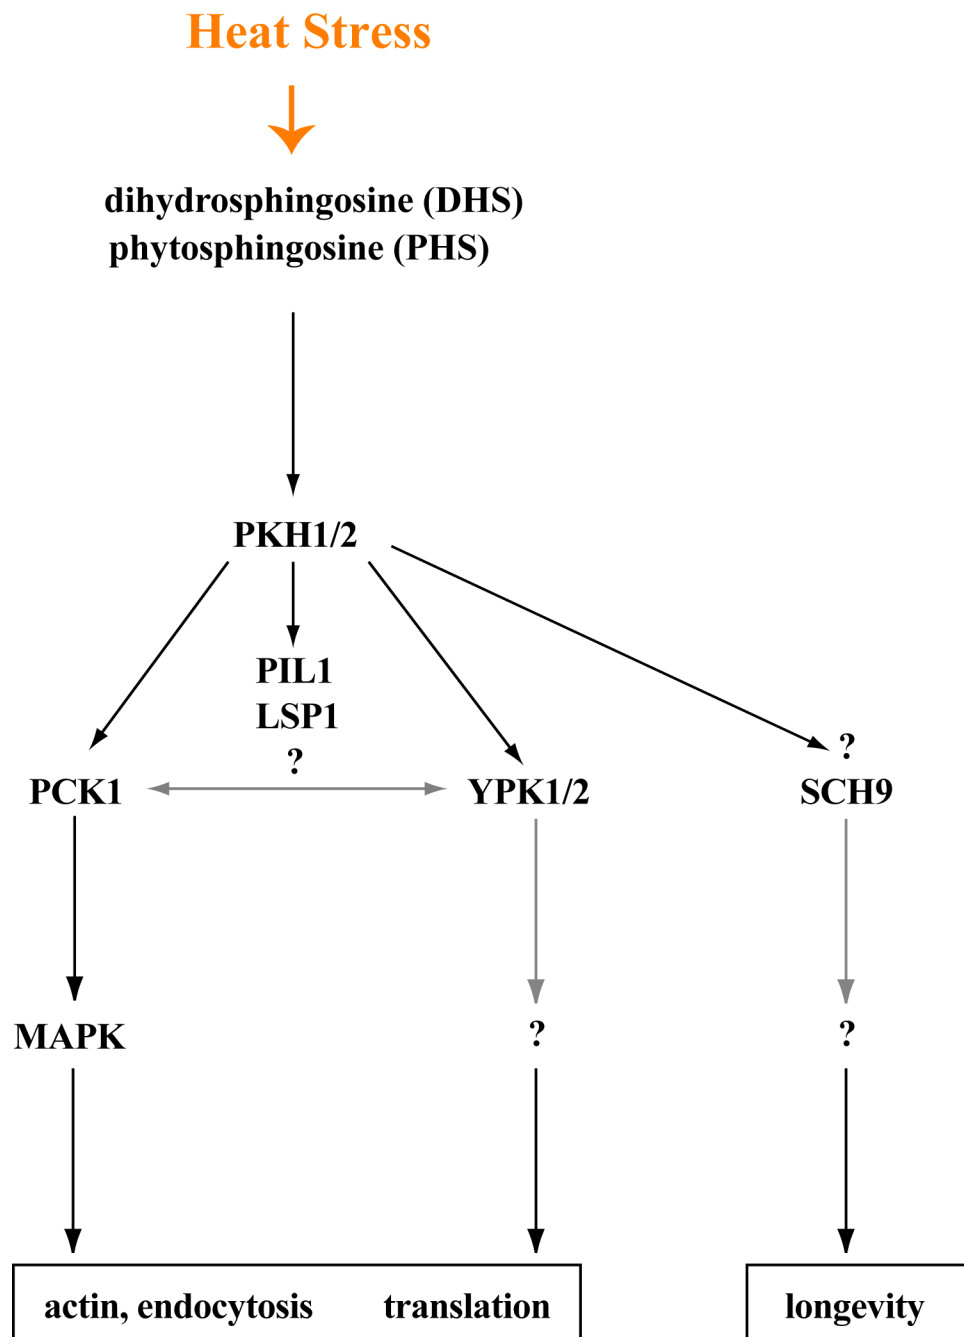 Heat Stress
dihydrosphingosine (DHS)
phytosphingosine (PHS)
PKH1/2
PIL1
LSP1
?
?
PCK1
YPK1/2
SCH9
MAPK
?
?
actin, endocytosis
translation
longevity